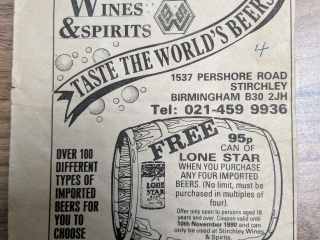 WINES
& SPIRITS
TASTE THE WORLD'S BEERS
4
1537 PERSHORE ROAD
STIRCHLEY
BIRMINGHAM B30 2JH
Tel: 021-459 9936
FREE
95p
CAN OF
LONE STAR
WHEN YOU PURCHASE
ANY FOUR IMPORTED
BEERS. (No limit, must be
purchased in multiples of
four).
Offer only open to persons aged 18
years and over. Coupon valid until
10th November 1990 and can
only be used at Stirchley Wines
& Spirits
LONE
STAR
OVER 100
DIFFERENT
TYPES OF
IMPORTED
BEERS FOR
YOU TO
CHOOSE